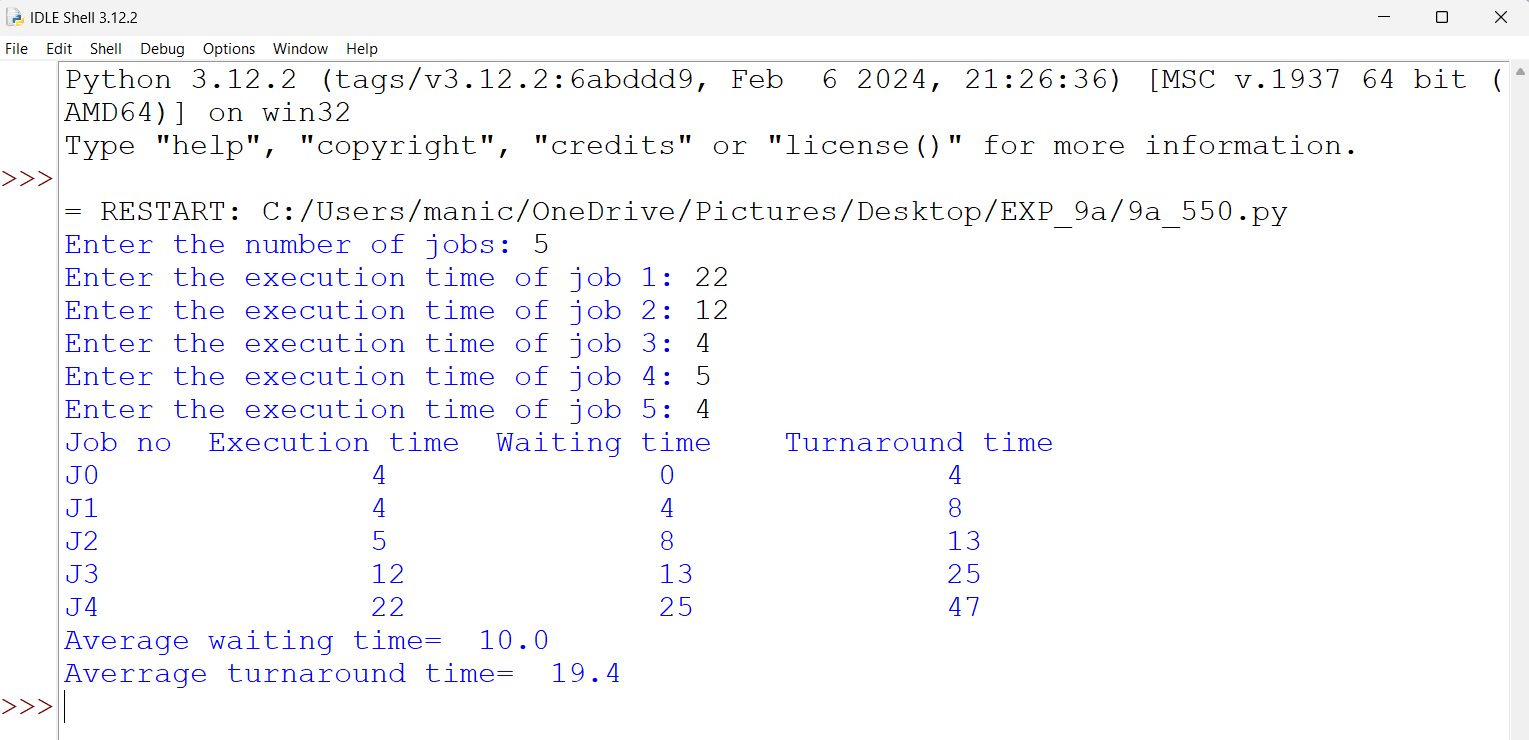 IDLE Shell 3.12.2
File Edit Shell Debug Options Window Help
Python 3.12.2 (tags/v3.12.2:6abddd9, Feb  6 2024, 21:26:36) [MSC v.1937 64 bit (
AMD64)] on win32
Type "help", "copyright", "credits" or "license()" for more information.
>>>
= RESTART: C:/Users/manic/OneDrive/Pictures/Desktop/EXP_9a/9a_550.py
Enter the number of jobs: 5
Enter the execution time of job 1: 22
Enter the execution time of job 2: 12
Enter the execution time of job 3: 4
Enter the execution time of job 4: 5
Enter the execution time of job 5: 4
Job no  Execution time  Waiting time    Turnaround time
J0               4               0               4
J1               4               4               8
J2               5               8               13
J3               12              13              25
J4               22              25              47
Average waiting time=  10.0
Averrage turnaround time=  19.4
>>>